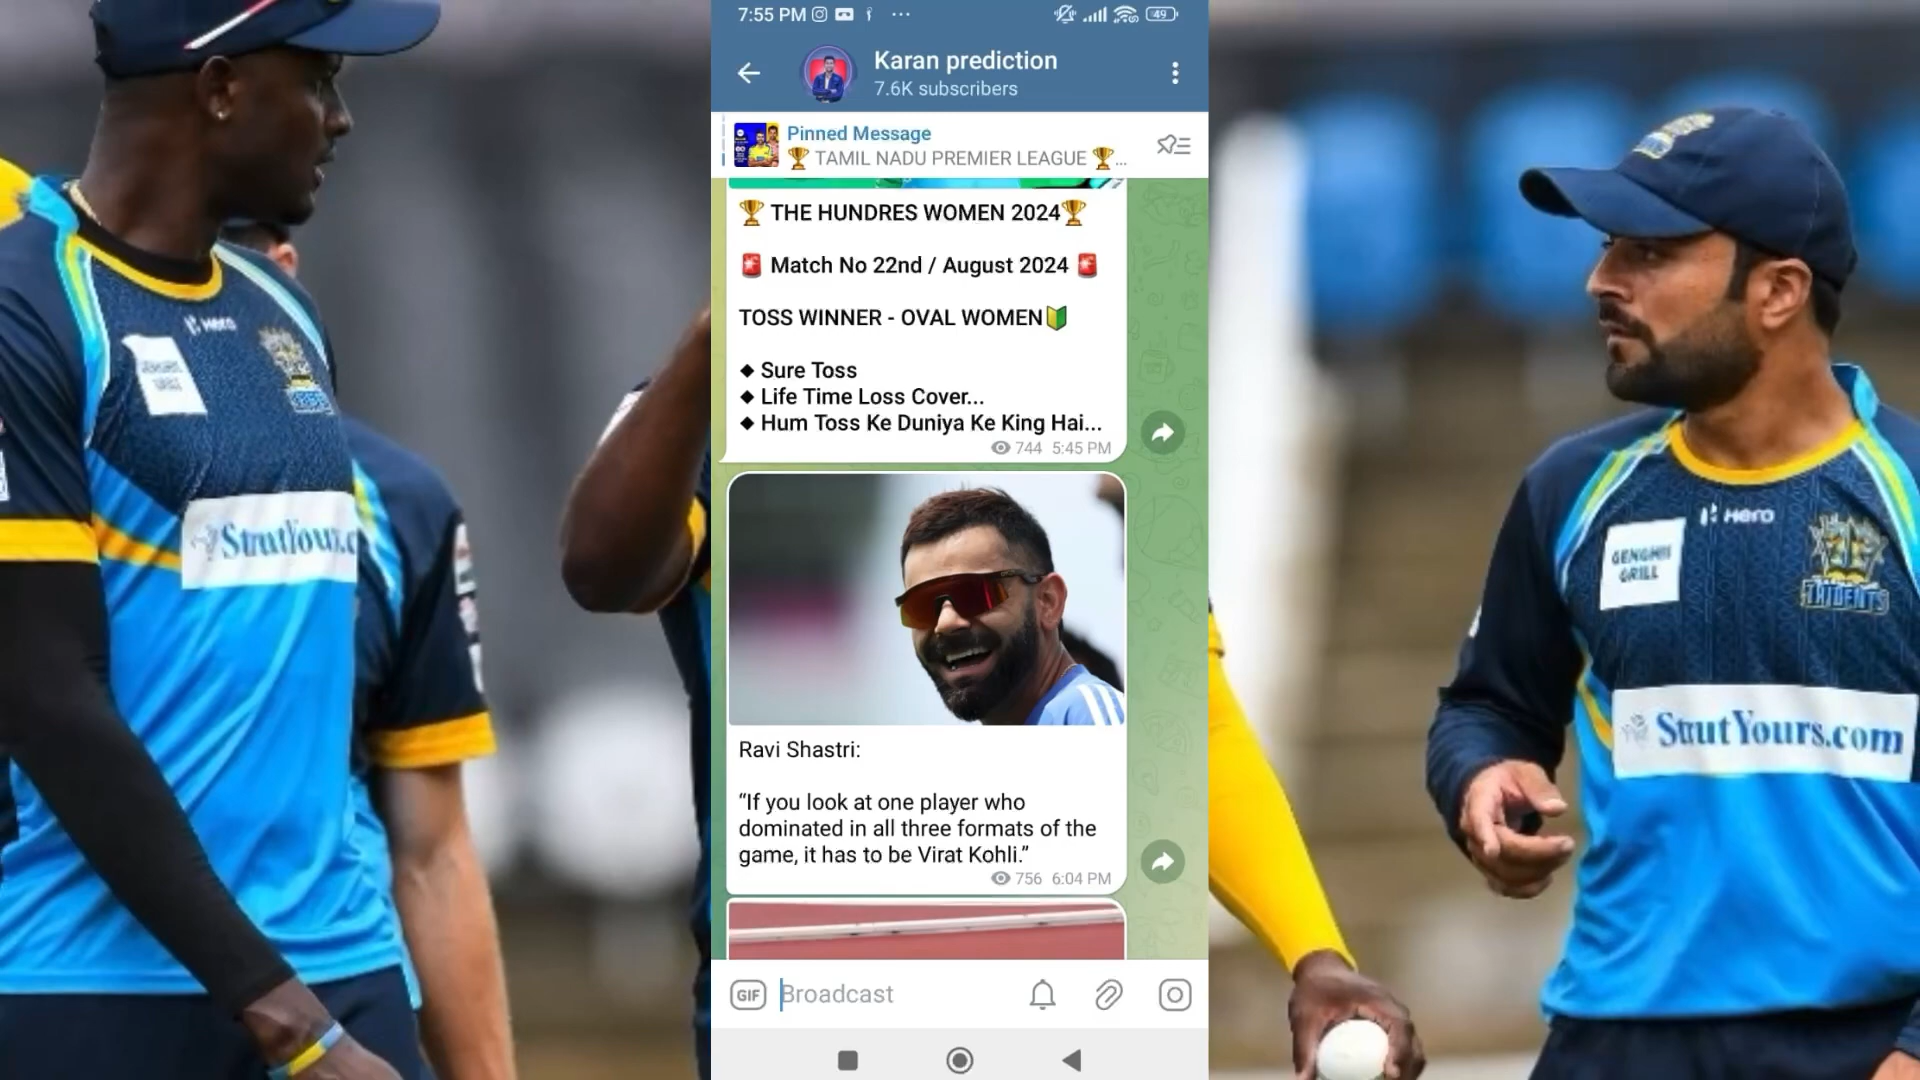 7:55 PM
49
Karan prediction
7.6K subscribers
Pinned Message
🏆 TAMIL NADU PREMIER LEAGUE 🏆...
🏆 THE HUNDRES WOMEN 2024🏆
🚨 Match No 22nd / August 2024 🚨
TOSS WINNER - OVAL WOMEN🔰
◆ Sure Toss
◆ Life Time Loss Cover...
◆ Hum Toss Ke Duniya Ke King Hai...
744 5:45 PM
Ravi Shastri:
“If you look at one player who
dominated in all three formats of the
game, it has to be Virat Kohli.”
756 6:04 PM
GIF Broadcast
Hero
StrutYours.c
Hero
GENGHIS
GRILL
TRIDENTS
StrutYours.com